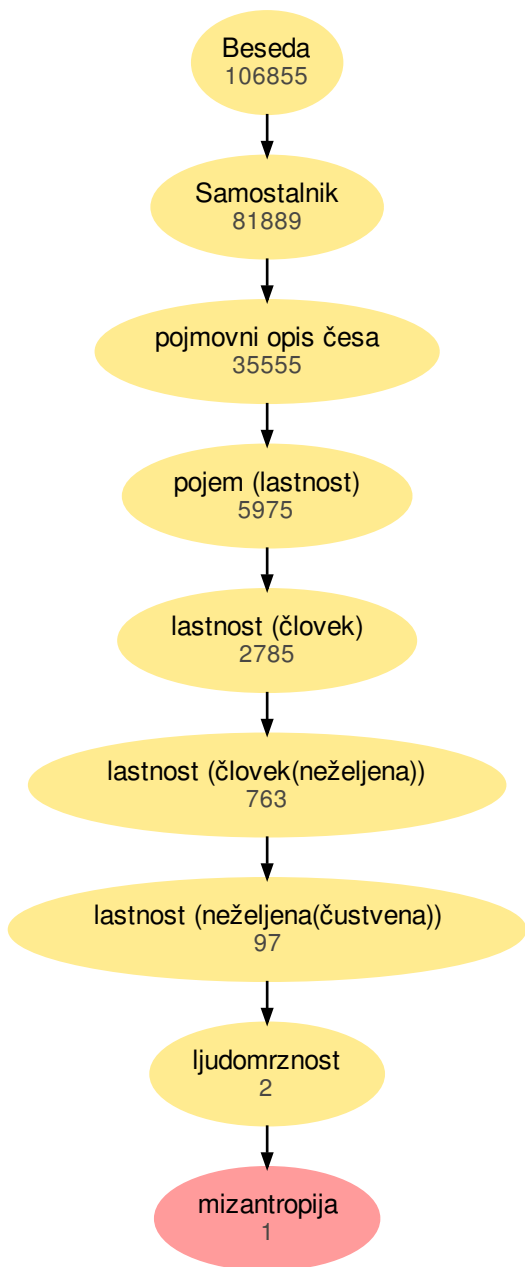 Beseda
106855
Samostalnik
81889
pojmovni opis česa
35555
pojem (lastnost)
5975
lastnost (človek)
2785
lastnost (človek(neželjena))
763
lastnost (neželjena(čustvena))
97
ljudomrznost
2
mizantropija
1